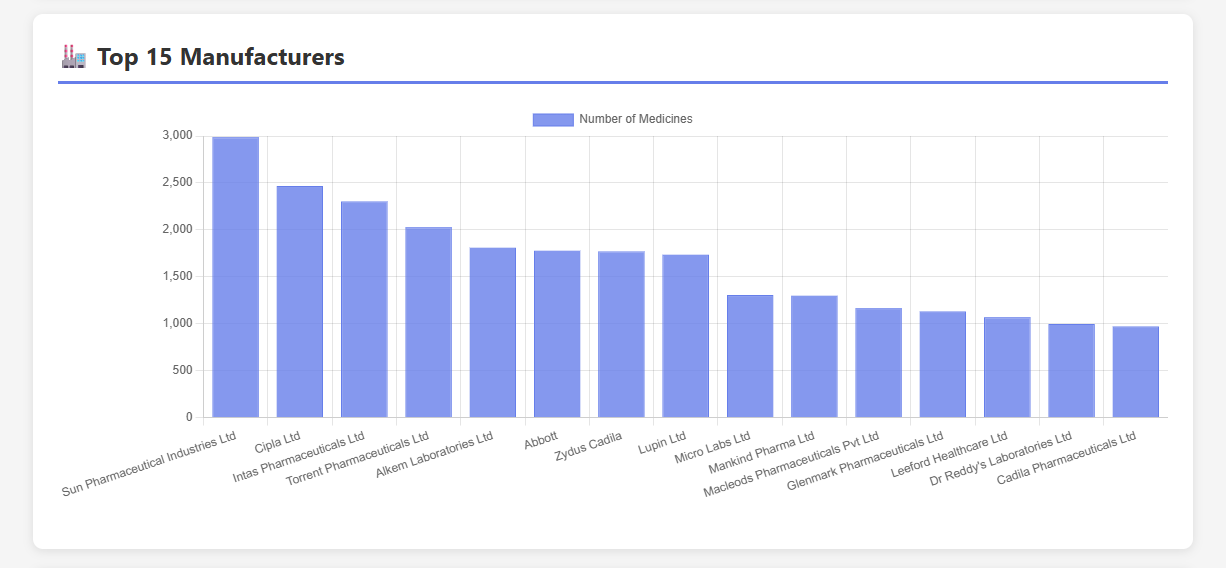 Top 15 Manufacturers
Number of Medicines
3,000
2,500
2,000
1,500
1,000
500
0
Sun Pharmaceutical Industries Ltd
Cipla Ltd
Intas Pharmaceuticals Ltd
Torrent Pharmaceuticals Ltd
Alkem Laboratories Ltd
Abbott
Zydus Cadila
Lupin Ltd
Micro Labs Ltd
Mankind Pharma Ltd
Macleods Pharmaceuticals Pvt Ltd
Glenmark Pharmaceuticals Ltd
Leeford Healthcare Ltd
Dr Reddy's Laboratories Ltd
Cadila Pharmaceuticals Ltd